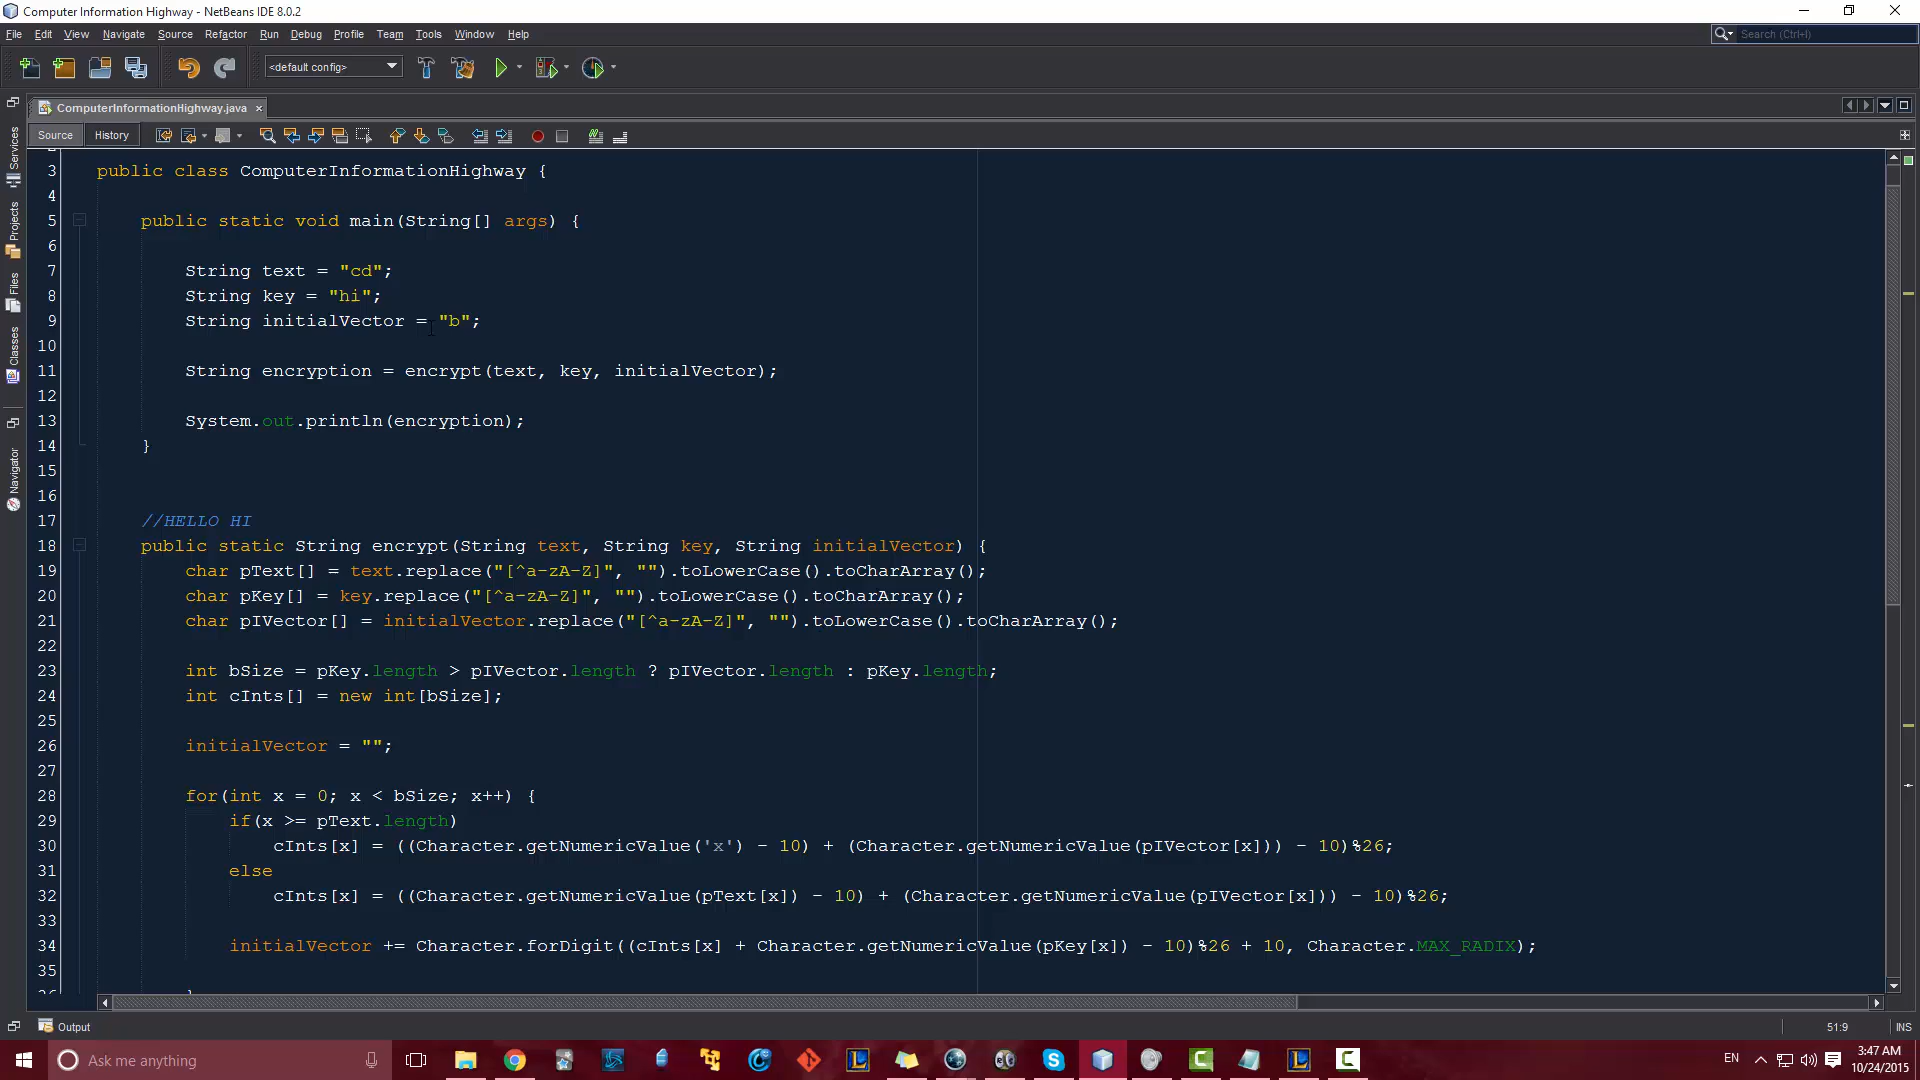 Computer Information Highway - NetBeans IDE 8.0.2
File Edit View Navigate Source Refactor Run Debug Profile Team Tools Window Help
Search (Ctrl+I)
<default config>
ComputerInformationHighway.java
Source History
Services
Projects
Files
Classes
Navigator
3 public class ComputerInformationHighway {
4
5 public static void main(String[] args) {
6
7 String text = "cd";
8 String key = "hi";
9 String initialVector = "b";
10
11 String encryption = encrypt(text, key, initialVector);
12
13 System.out.println(encryption);
14 }
15
16
17 //HELLO HI
18 public static String encrypt(String text, String key, String initialVector) {
19 char pText[] = text.replace("[^a-zA-Z]", "").toLowerCase().toCharArray();
20 char pKey[] = key.replace("[^a-zA-Z]", "").toLowerCase().toCharArray();
21 char pIVector[] = initialVector.replace("[^a-zA-Z]", "").toLowerCase().toCharArray();
22
23 int bSize = pKey.length > pIVector.length ? pIVector.length : pKey.length;
24 int cInts[] = new int[bSize];
25
26 initialVector = "";
27
28 for(int x = 0; x < bSize; x++) {
29 if(x >= pText.length)
30 cInts[x] = ((Character.getNumericValue('x') - 10) + (Character.getNumericValue(pIVector[x])) - 10)%26;
31 else
32 cInts[x] = ((Character.getNumericValue(pText[x]) - 10) + (Character.getNumericValue(pIVector[x])) - 10)%26;
33
34 initialVector += Character.forDigit((cInts[x] + Character.getNumericValue(pKey[x]) - 10)%26 + 10, Character.MAX_RADIX);
35
Output
51:9 INS
Ask me anything
EN
3:47 AM
10/24/2015